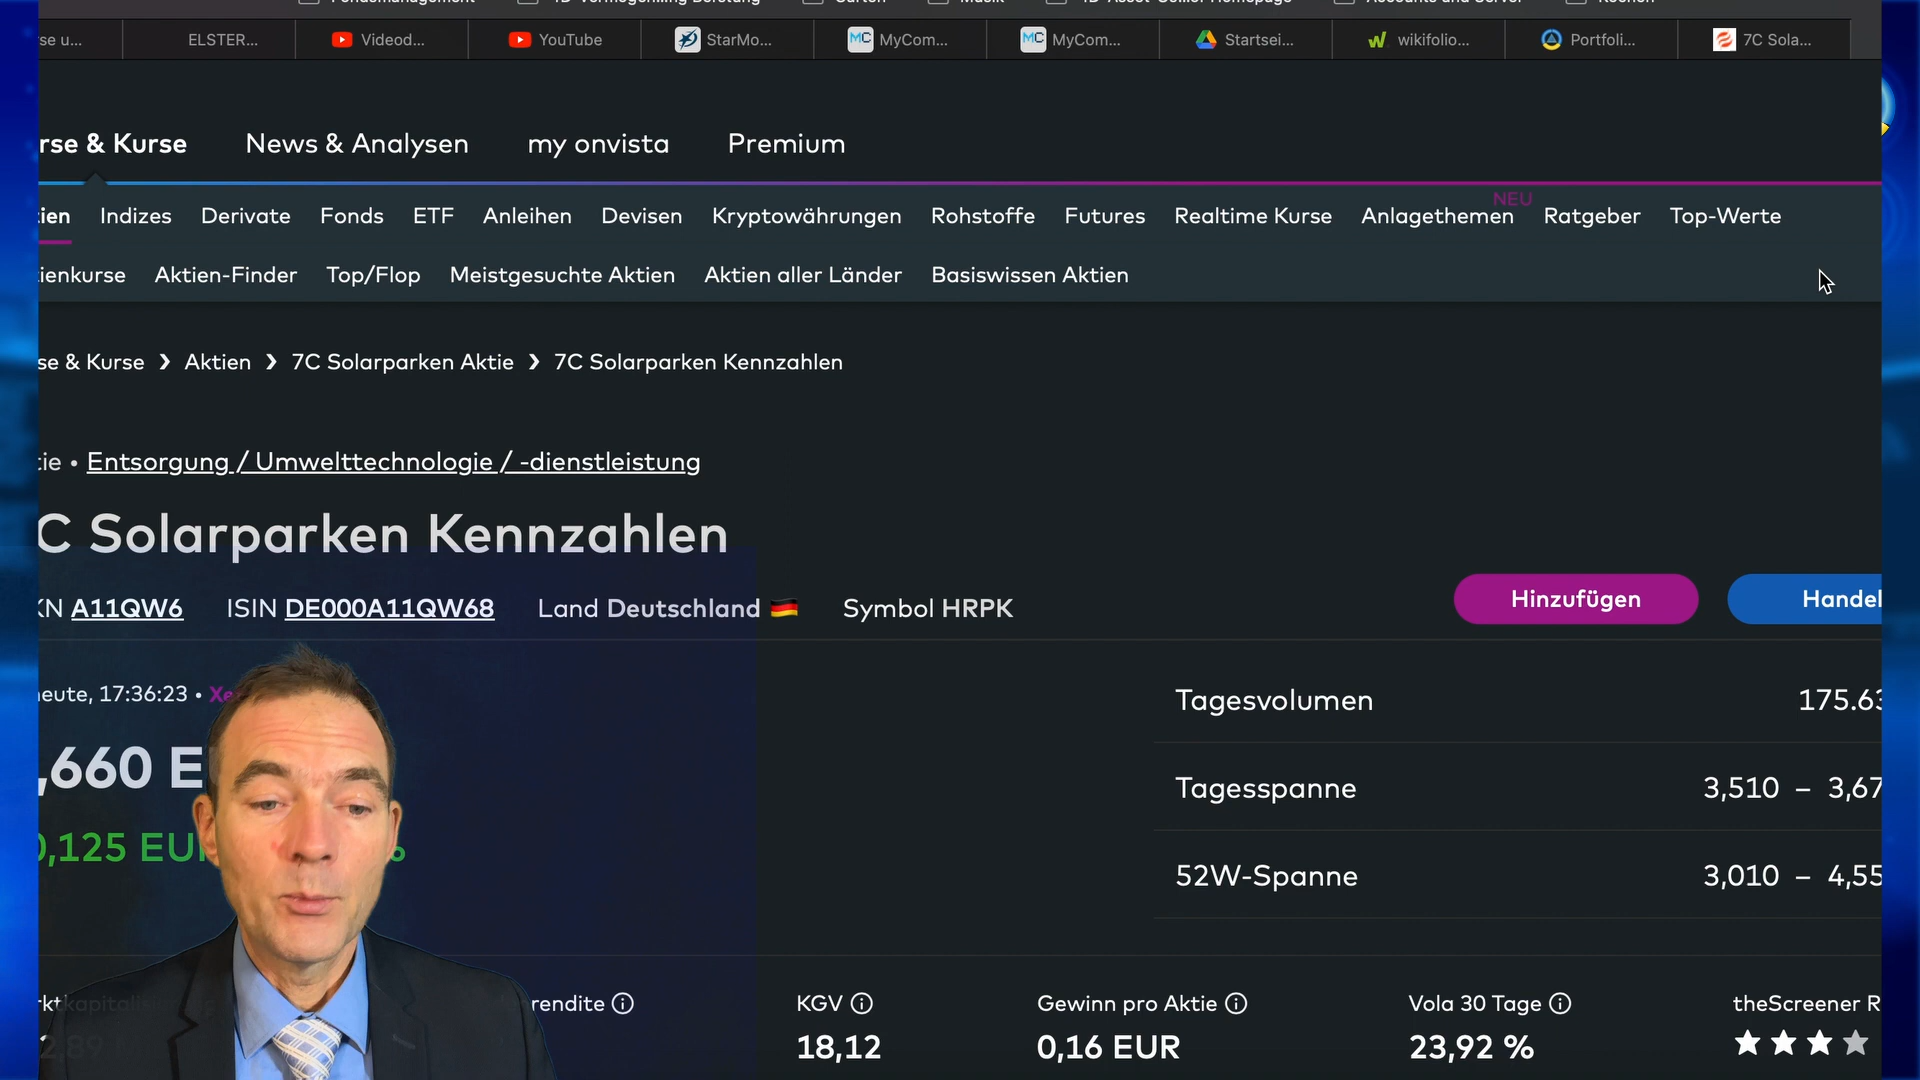 se u...
ELSTER...
Videod...
YouTube
StarMo...
MyCom...
MyCom...
Startsei...
wikifolio...
Portfoli...
7C Sola...
rse & Kurse
News & Analysen
my onvista
Premium
ien
Indizes
Derivate
Fonds
ETF
Anleihen
Devisen
Kryptowährungen
Rohstoffe
Futures
Realtime Kurse
Anlagethemen
NEU
Ratgeber
Top-Werte
ienkurse
Aktien-Finder
Top/Flop
Meistgesuchte Aktien
Aktien aller Länder
Basiswissen Aktien
se & Kurse > Aktien > 7C Solarparken Aktie > 7C Solarparken Kennzahlen
ie • Entsorgung / Umwelttechnologie / -dienstleistung
C Solarparken Kennzahlen
KN A11QW6 ISIN DE000A11QW68 Land Deutschland Symbol HRPK
Hinzufügen
Handel
eute, 17:36:23 • Xe
,660 E
0,125 EU
%
Tagesvolumen 175.63
Tagesspanne 3,510 – 3,67
52W-Spanne 3,010 – 4,55
rendite
KGV
18,12
Gewinn pro Aktie
0,16 EUR
Vola 30 Tage
23,92 %
theScreener R